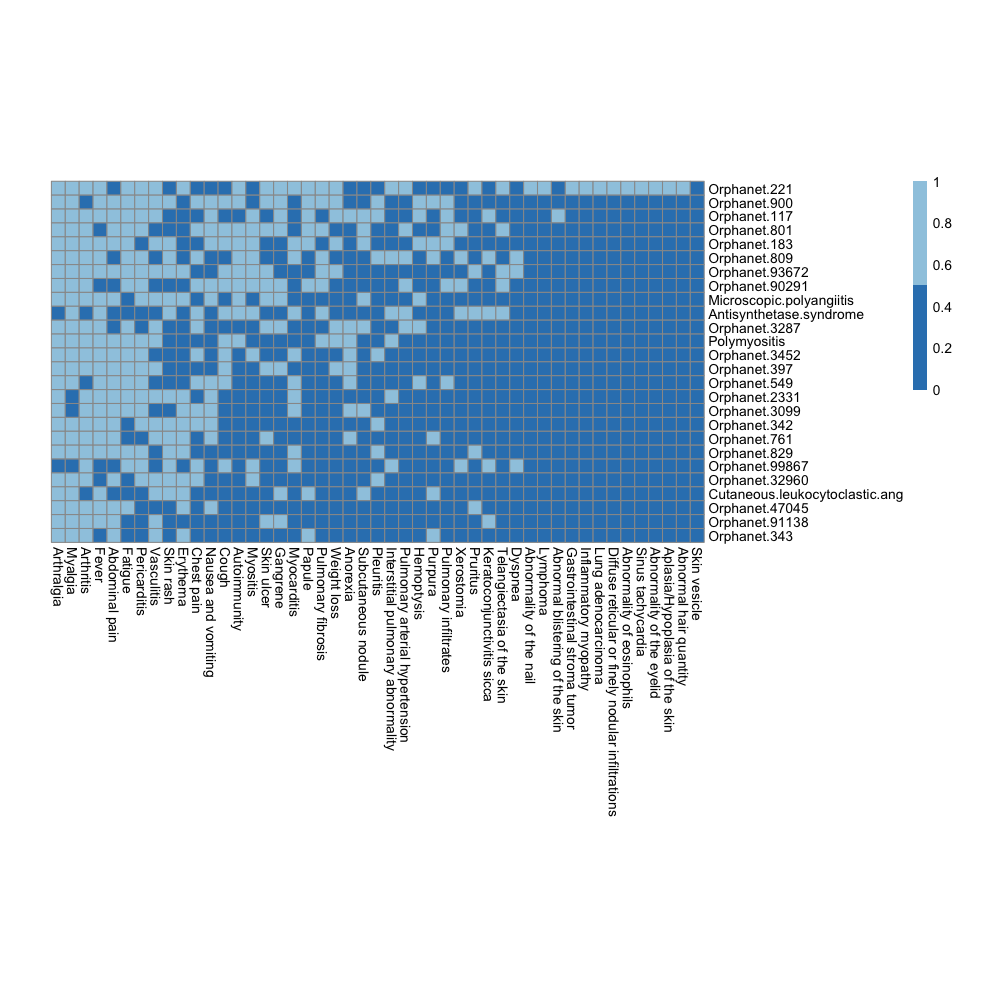 Orphanet.221
Orphanet.900
Orphanet.117
Orphanet.801
Orphanet.183
Orphanet.809
Orphanet.93672
Orphanet.90291
Microscopic.polyangiitis
Antisynthetase.syndrome
Orphanet.3287
Polymyositis
Orphanet.3452
Orphanet.397
Orphanet.549
Orphanet.2331
Orphanet.3099
Orphanet.342
Orphanet.761
Orphanet.829
Orphanet.99867
Orphanet.32960
Cutaneous.leukocytoclastic.ang
Orphanet.47045
Orphanet.91138
Orphanet.343
1
0.8
0.6
0.4
0.2
0
Arthralgia
Myalgia
Arthritis
Fever
Abdominal pain
Fatigue
Pericarditis
Vasculitis
Skin rash
Erythema
Chest pain
Nausea and vomiting
Cough
Autoimmunity
Myositis
Skin ulcer
Gangrene
Myocarditis
Papule
Pulmonary fibrosis
Weight loss
Anorexia
Subcutaneous nodule
Pleuritis
Interstitial pulmonary abnormality
Pulmonary arterial hypertension
Hemoptysis
Purpura
Pulmonary infiltrates
Xerostomia
Pruritus
Keratoconjunctivitis sicca
Telangiectasia of the skin
Dyspnea
Abnormality of the nail
Lymphoma
Abnormal blistering of the skin
Gastrointestinal stroma tumor
Inflammatory myopathy
Lung adenocarcinoma
Diffuse reticular or finely nodular infiltrations
Abnormality of eosinophils
Sinus tachycardia
Abnormality of the eyelid
Aplasia/Hypoplasia of the skin
Abnormal hair quantity
Skin vesicle